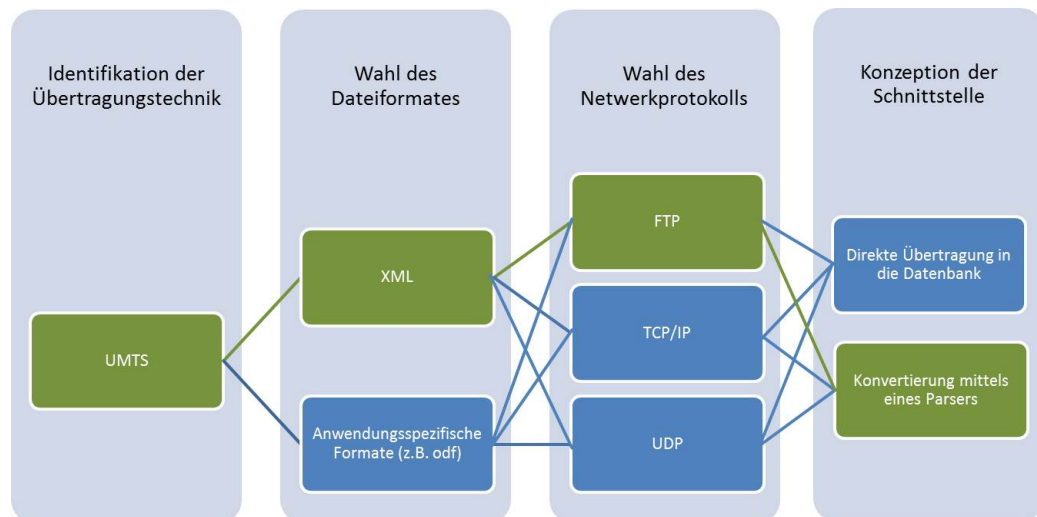 Identifikation der
Übertragungstechnik
UMTS
Wahl des
Dateiformates
XML
Anwendungsspezifische
Formate (z.B. odf)
Wahl des
Netwerkprotokolls
FTP
TCP/IP
UDP
Konzeption der
Schnittstelle
Direkte Übertragung in
die Datenbank
Konvertierung mittels
eines Parsers